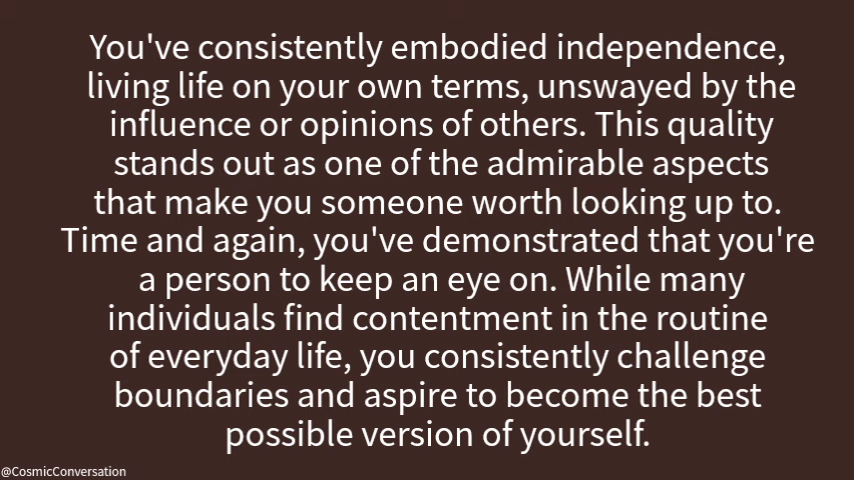 You've consistently embodied independence,
living life on your own terms, unswayed by the
influence or opinions of others. This quality
stands out as one of the admirable aspects
that make you someone worth looking up to.
Time and again, you've demonstrated that you're
a person to keep an eye on. While many
individuals find contentment in the routine
of everyday life, you consistently challenge
boundaries and aspire to become the best
possible version of yourself.
@CosmicConversation